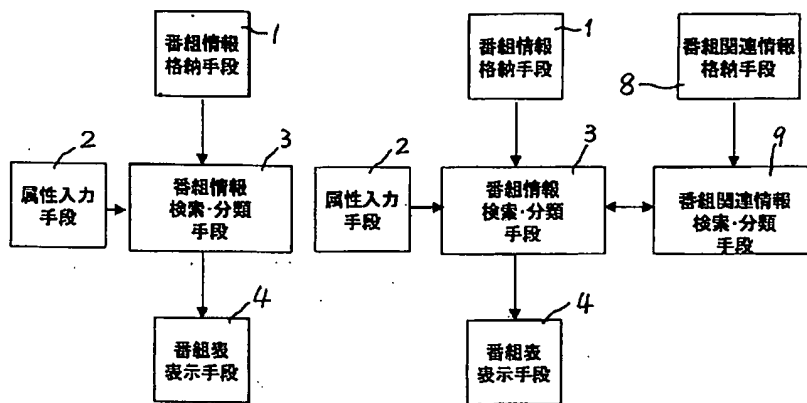 1
番組情報
格納手段
2
属性入力
手段
3
番組情報
検索・分類
手段
4
番組表
表示手段
1
番組情報
格納手段
8
番組関連情報
格納手段
2
属性入力
手段
3
番組情報
検索・分類
手段
9
番組関連情報
検索・分類
手段
4
番組表
表示手段